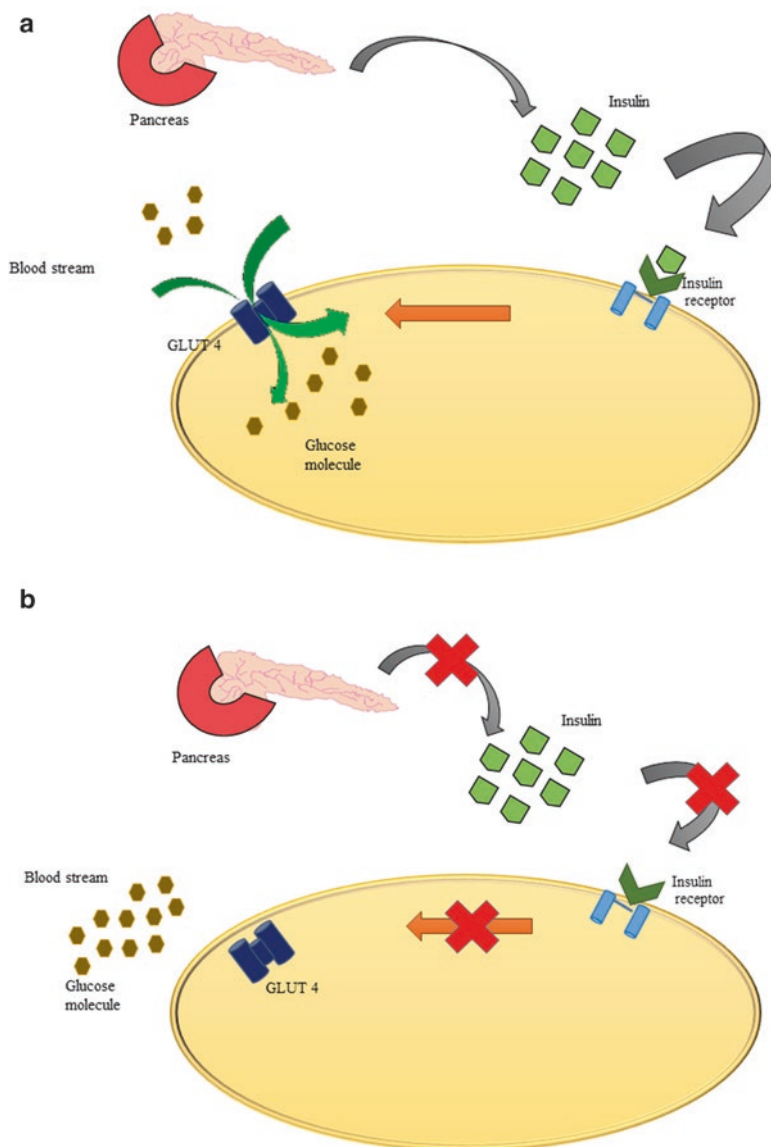 a
Pancreas
Insulin
Blood stream
Insulin
receptor
GLUT 4
Glucose
molecule
b
Pancreas
Insulin
Blood stream
Insulin
receptor
Glucose
molecule
GLUT 4